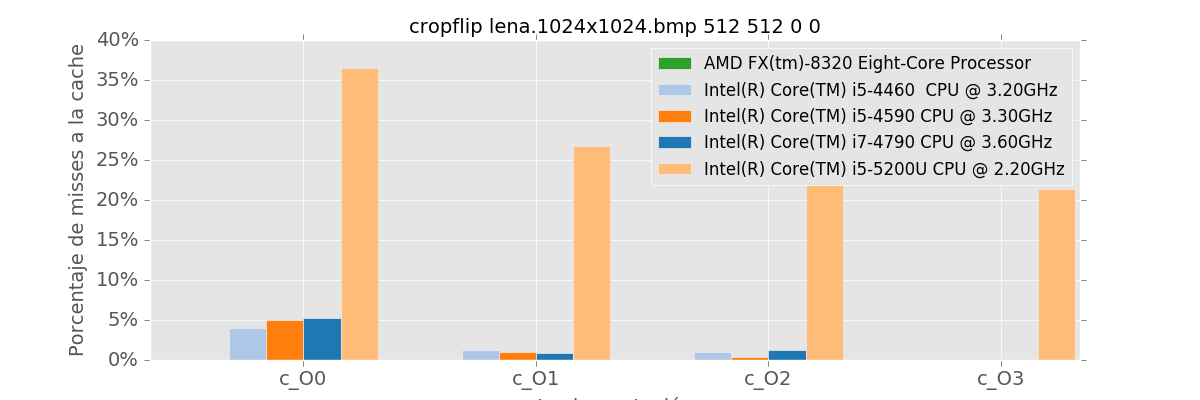 cropflip lena.1024x1024.bmp 512 512 0 0
40%
35%
30%
25%
20%
15%
10%
5%
0%
Porcentaje de misses a la cache
AMD FX(tm)-8320 Eight-Core Processor
Intel(R) Core(TM) i5-4460  CPU @ 3.20GHz
Intel(R) Core(TM) i5-4590 CPU @ 3.30GHz
Intel(R) Core(TM) i7-4790 CPU @ 3.60GHz
Intel(R) Core(TM) i5-5200U CPU @ 2.20GHz
c_O0
c_O1
c_O2
c_O3